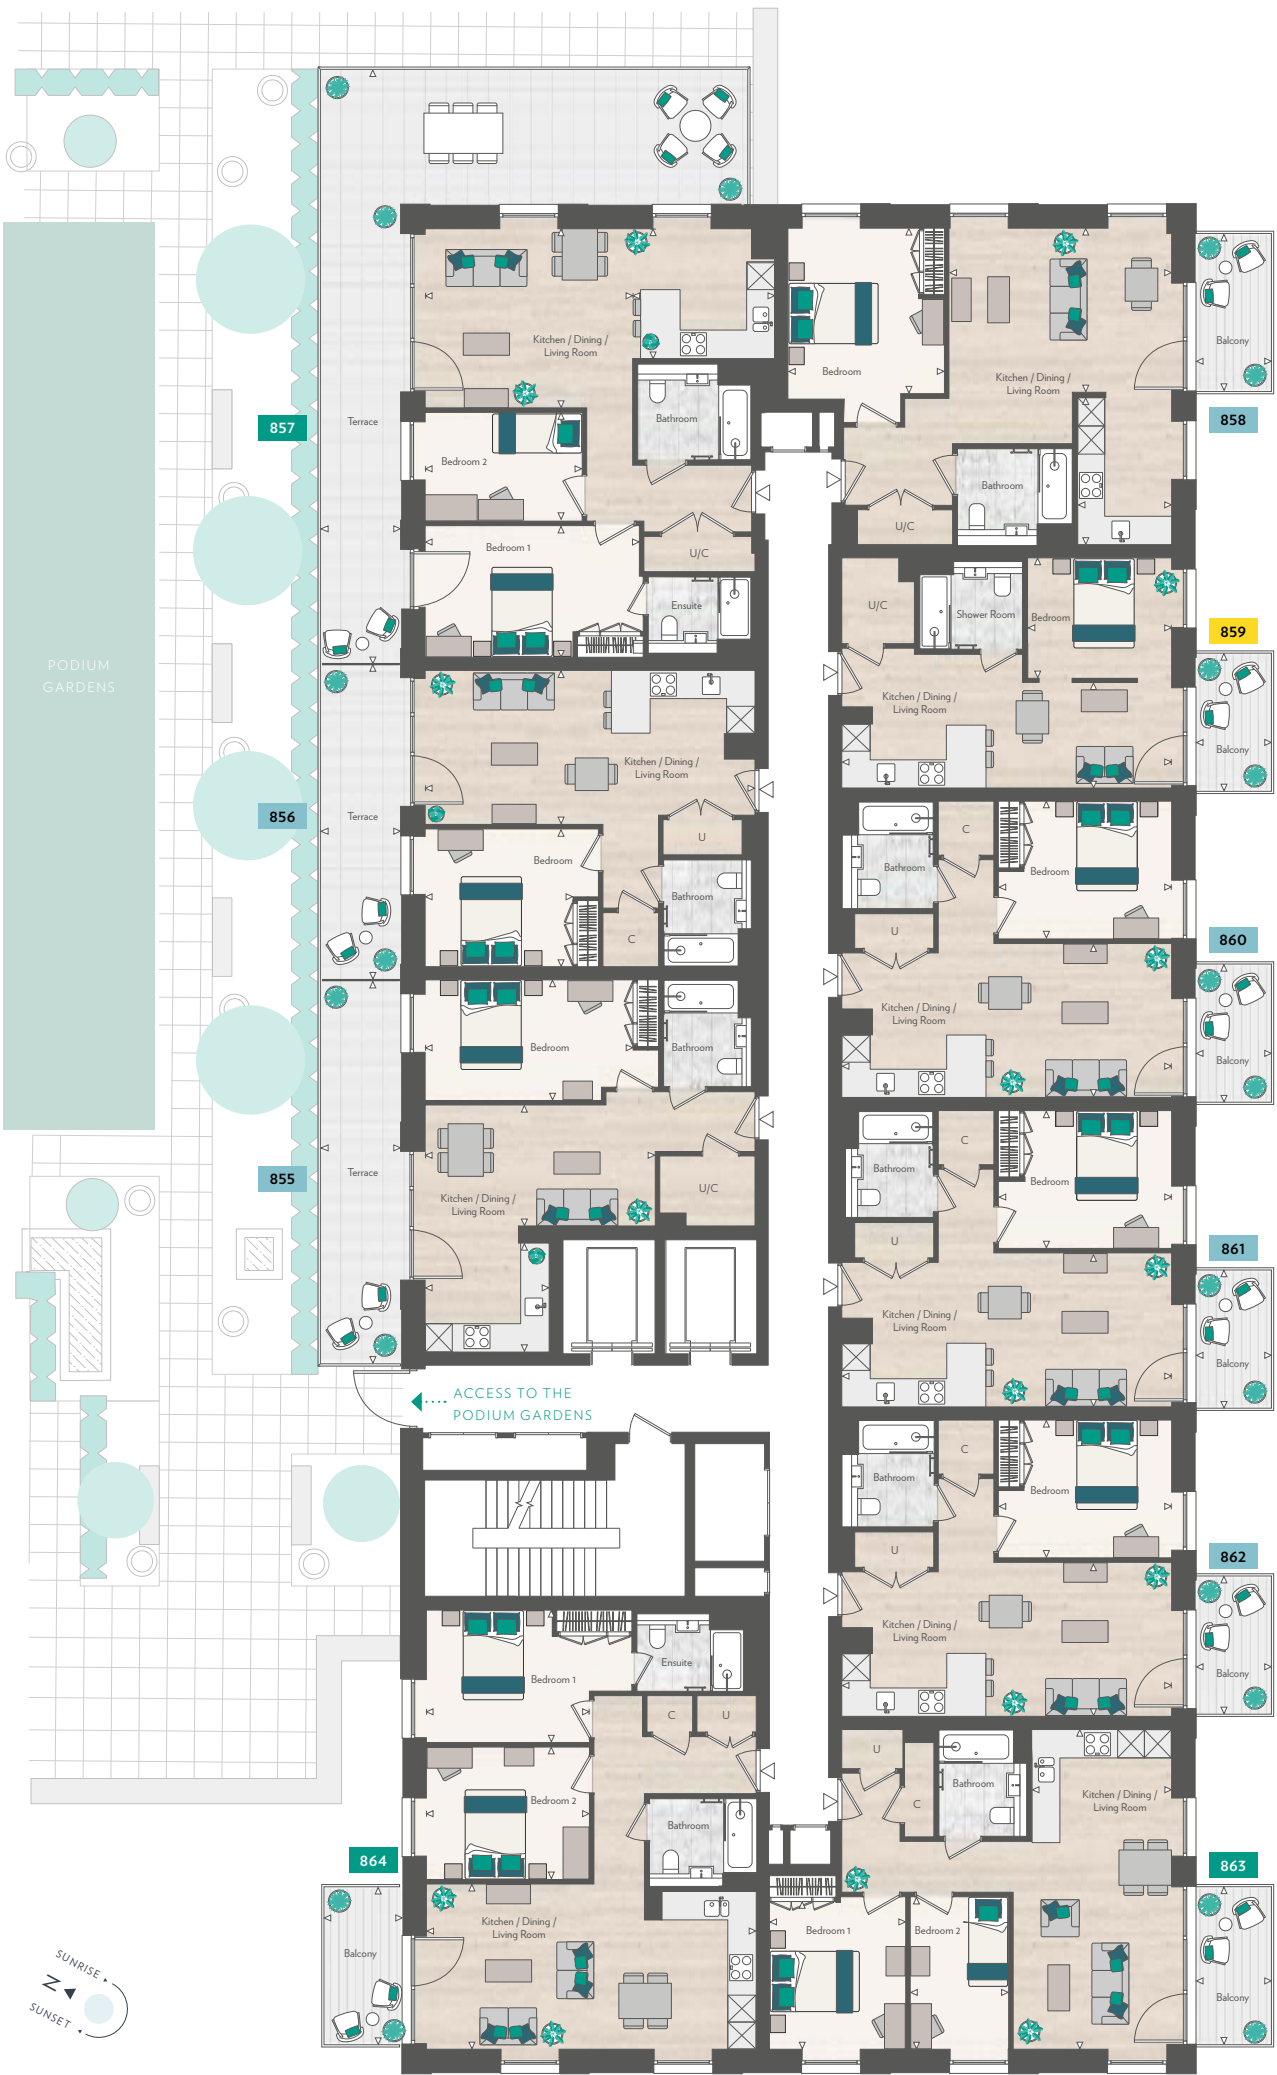 Kitchen / Dining /
Living Room
Bedroom
Kitchen / Dining /
Living Room
Balcony
Bathroom
858
857
Terrace
Bedroom 2
Bathroom
U/C
Bedroom 1
U/C
Ensuite
U/C
Shower Room
Bedroom
859
PODIUM
GARDENS
Kitchen / Dining /
Living Room
Balcony
Kitchen / Dining /
Living Room
856
Terrace
U
Bedroom
Bathroom
C
C
Bathroom
Bedroom
U
860
Kitchen / Dining /
Living Room
Balcony
Bedroom
Bathroom
855
Terrace
Kitchen / Dining /
Living Room
U/C
C
Bathroom
Bedroom
U
861
Kitchen / Dining /
Living Room
Balcony
ACCESS TO THE
PODIUM GARDENS
C
Bathroom
Bedroom
U
862
Kitchen / Dining /
Living Room
Balcony
Bedroom 1
Ensuite
C
U
Bedroom 2
Bathroom
864
Kitchen / Dining /
Living Room
Balcony
U
C
Bathroom
Kitchen / Dining /
Living Room
863
Bedroom 1
Bedroom 2
Balcony
SUNRISE
N
SUNSET